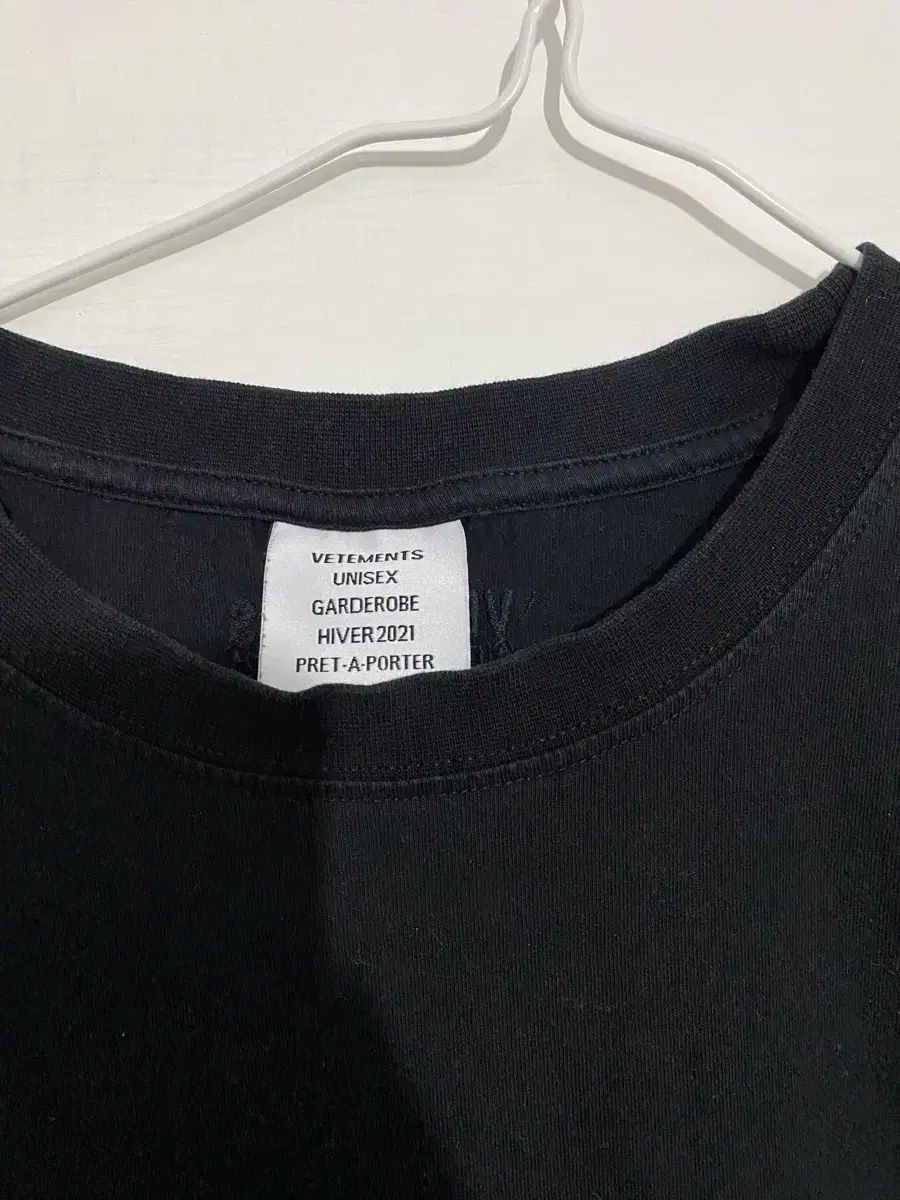 VETEMENTS
UNISEX
GARDEROBE
HIVER 2021
PRET-A-PORTER